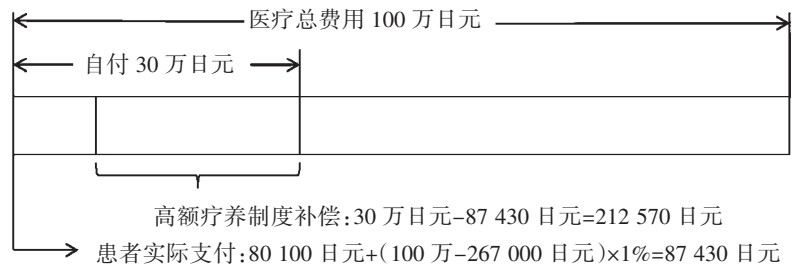 医疗总费用 100 万日元
自付 30 万日元
高额疗养制度补偿:30 万日元-87 430 日元=212 570 日元
患者实际支付:80 100 日元+(100 万-267 000 日元)×1%=87 430 日元